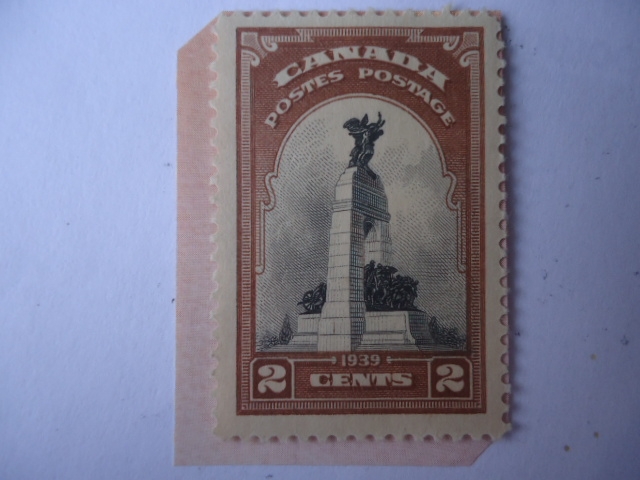 CANADA
POSTES POSTAGE
1939
2 CENTS 2